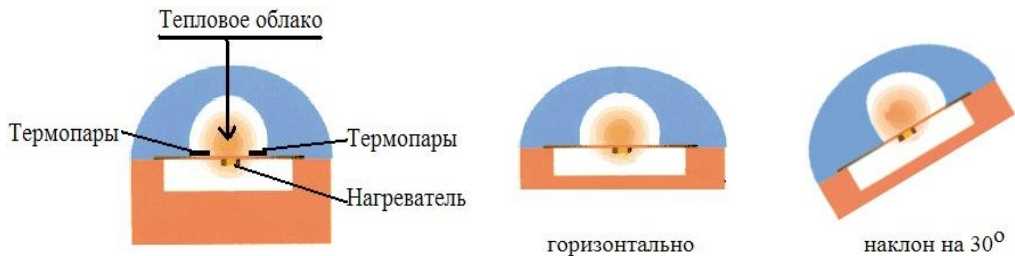 Тепловое облако
Термопары
Термопары
Нагреватель
горизонтально
наклон на 30°